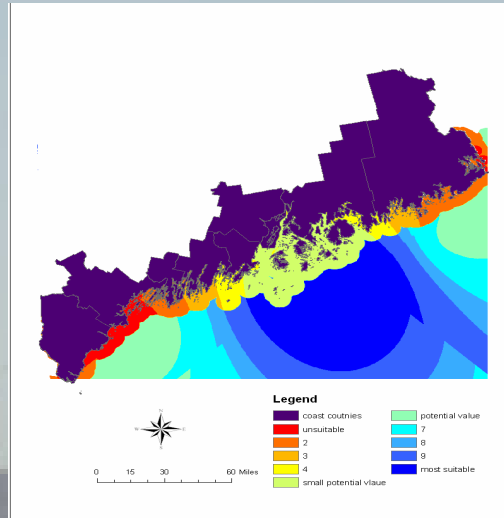 Legend
coast coutnies
unsuitable
2
3
4
small potential vlaue
potential value
7
8
9
most suitable
N
0 15 30 60 Miles